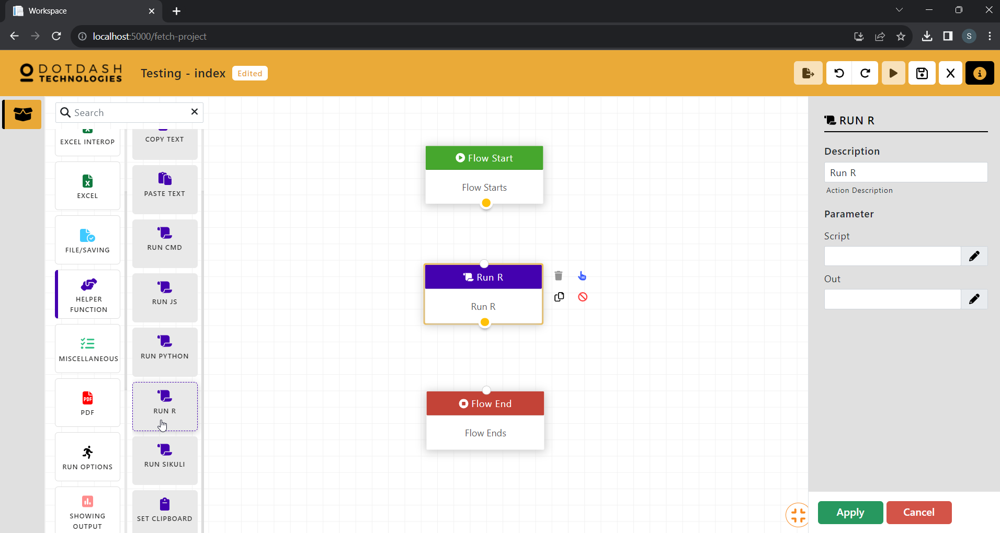 Workspace
localhost:5000/fetch-project
S
DOTDASH
TECHNOLOGIES
Testing - index
Edited
Search
EXCEL INTEROP
EXCEL
FILE/SAVING
HELPER
FUNCTION
MISCELLANEOUS
PDF
PDF
RUN OPTIONS
SHOWING
OUTPUT
COPY TEXT
PASTE TEXT
RUN CMD
RUN JS
RUN PYTHON
RUN R
RUN SIKULI
SET CLIPBOARD
Flow Start
Flow Starts
Run R
Run R
Flow End
Flow Ends
RUN R
Description
Run R
Action Description
Parameter
Script
Out
Apply
Cancel